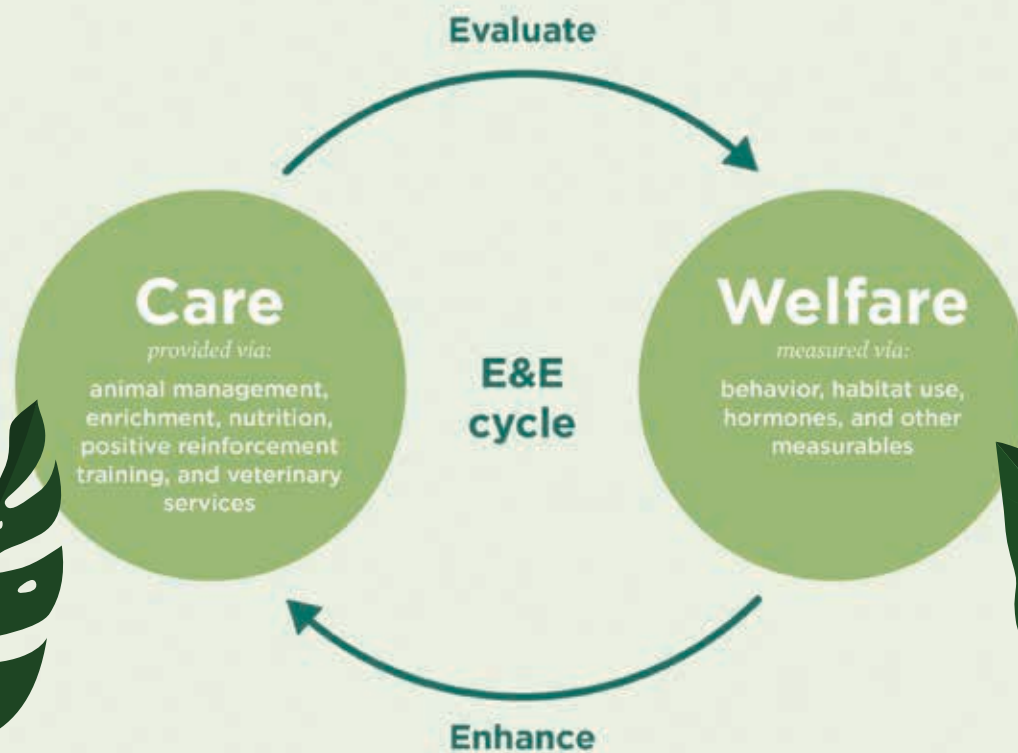 Evaluate
Care
provided via:
animal management,
enrichment, nutrition,
positive reinforcement
training, and veterinary
services
E&E
cycle
Welfare
measured via:
behavior, habitat use,
hormones, and other
measurables
Enhance